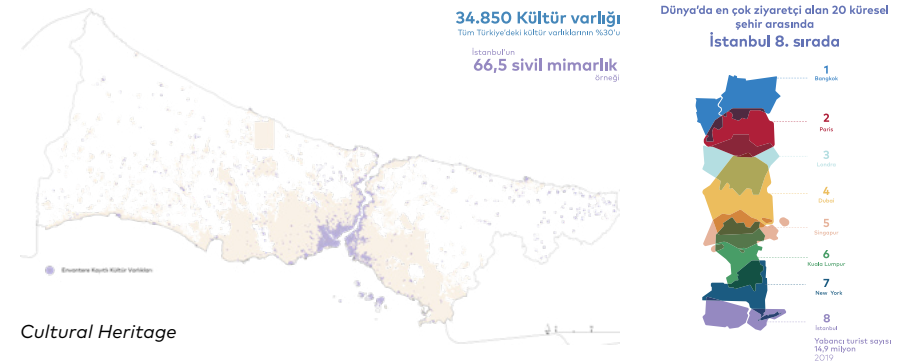 34.850 Kültür varlığı
Tüm Türkiye'deki kültür varlıklarının %30'u
İstanbul'un
66,5 sivil mimarlık
örneği
Envantere Kayıtlı Kültür Varlıkları
Cultural Heritage
Dünya'da en çok ziyaretçi alan 20 küresel
şehir arasında
İstanbul 8. sırada
1
Bangkok
2
Paris
3
Londra
4
Dubai
5
Singapur
6
Kuala Lumpur
7
New York
8
İstanbul
Yabancı turist sayısı
14,9 milyon
2019